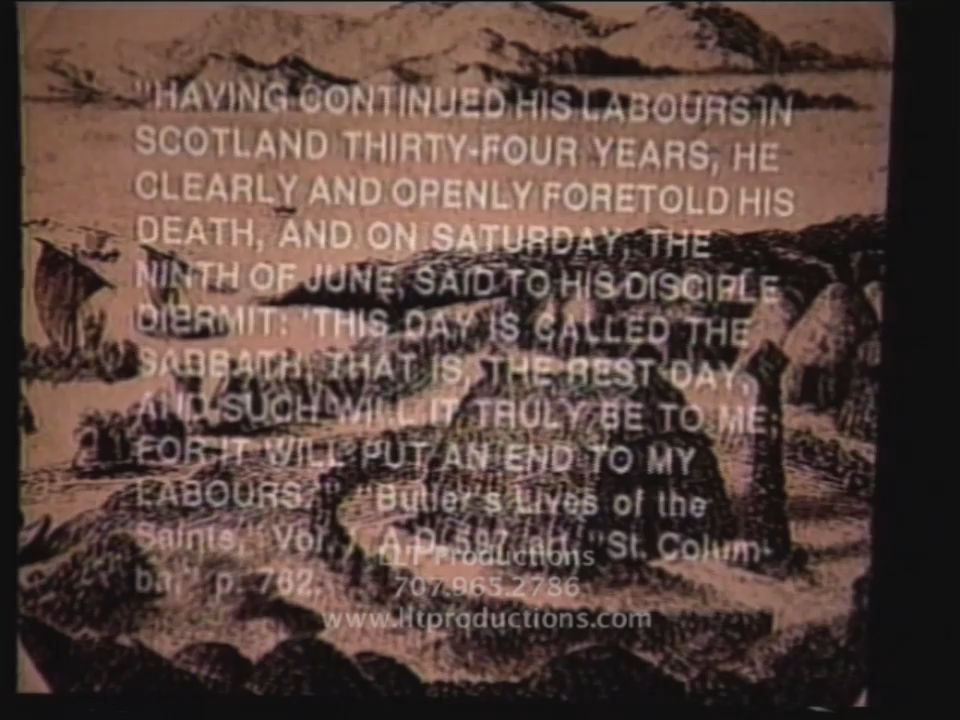 "HAVING CONTINUED HIS LABOURS IN
SCOTLAND THIRTY-FOUR YEARS, HE
CLEARLY AND OPENLY FORETOLD HIS
DEATH, AND ON SATURDAY, THE
NINTH OF JUNE, SAID TO HIS DISCIPLE
DIERMIT: 'THIS DAY IS CALLED THE
SABBATH, THAT IS, THE REST DAY,
AND SUCH WILL IT TRULY BE TO ME
FOR IT WILL PUT AN END TO MY
LABOURS.'" "Butler's Lives of the
Saints," Vol. A.D. 597, art. "St. Colum-
ba," p. 762.
LLT Productions
707.965.2786
www.lltproductions.com